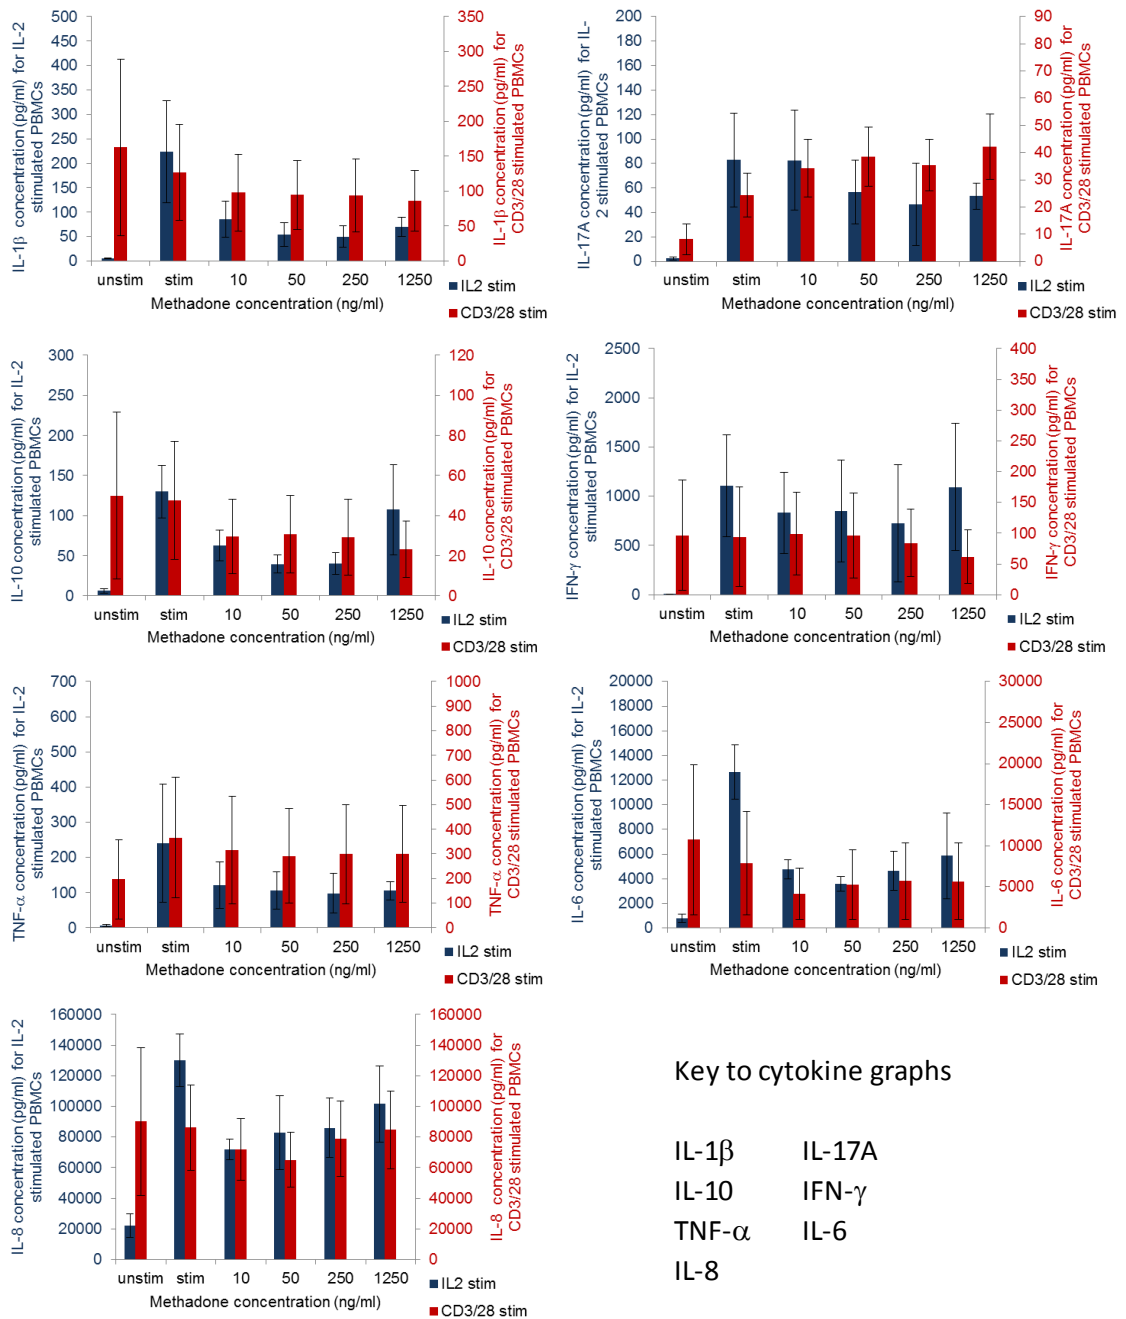 IL-1β concentration (pg/ml) for IL-2
stimulated PBMCs
500
450
400
350
300
250
200
150
100
50
0
350
300
250
200
150
100
50
0
IL-1β concentration (pg/ml) for
CD3/28 stimulated PBMCs
unstim stim 10 50 250 1250
Methadone concentration (ng/ml)
IL2 stim
CD3/28 stim
IL-17A concentration (pg/ml) for IL-
2 stimulated PBMCs
200
180
160
140
120
100
80
60
40
20
0
90
80
70
60
50
40
30
20
10
0
IL-17A concentration (pg/ml) for
CD3/28 stimulated PBMCs
unstim stim 10 50 250 1250
Methadone concentration (ng/ml)
IL2 stim
CD3/28 stim
IL-10 concentration (pg/ml) for IL-2
stimulated PBMCs
300
250
200
150
100
50
0
120
100
80
60
40
20
0
IL-10 concentration (pg/ml) for
CD3/28 stimulated PBMCs
unstim stim 10 50 250 1250
Methadone concentration (ng/ml)
IL2 stim
CD3/28 stim
IFN-γ concentration (pg/ml) for IL-2
stimulated PBMCs
2500
2000
1500
1000
500
0
400
350
300
250
200
150
100
50
0
IFN-γ concentration (pg/ml) for
CD3/28 stimulated PBMCs
unstim stim 10 50 250 1250
Methadone concentration (ng/ml)
IL2 stim
CD3/28 stim
TNF-α concentration (pg/ml) for IL-2
stimulated PBMCs
700
600
500
400
300
200
100
0
1000
900
800
700
600
500
400
300
200
100
0
TNF-α concentration (pg/ml) for
CD3/28 stimulated PBMCs
unstim stim 10 50 250 1250
Methadone concentration (ng/ml)
IL2 stim
CD3/28 stim
IL-6 concentration (pg/ml) for IL-2
stimulated PBMCs
20000
18000
16000
14000
12000
10000
8000
6000
4000
2000
0
30000
25000
20000
15000
10000
5000
0
IL-6 concentration (pg/ml) for
CD3/28 stimulated PBMCs
unstim stim 10 50 250 1250
Methadone concentration (ng/ml)
IL2 stim
CD3/28 stim
IL-8 concentration (pg/ml) for IL-2
stimulated PBMCs
160000
140000
120000
100000
80000
60000
40000
20000
0
160000
140000
120000
100000
80000
60000
40000
20000
0
IL-8 concentration (pg/ml) for
CD3/28 stimulated PBMCs
unstim stim 10 50 250 1250
Methadone concentration (ng/ml)
IL2 stim
CD3/28 stim
Key to cytokine graphs
IL-1β IL-17A
IL-10 IFN-γ
TNF-α IL-6
IL-8